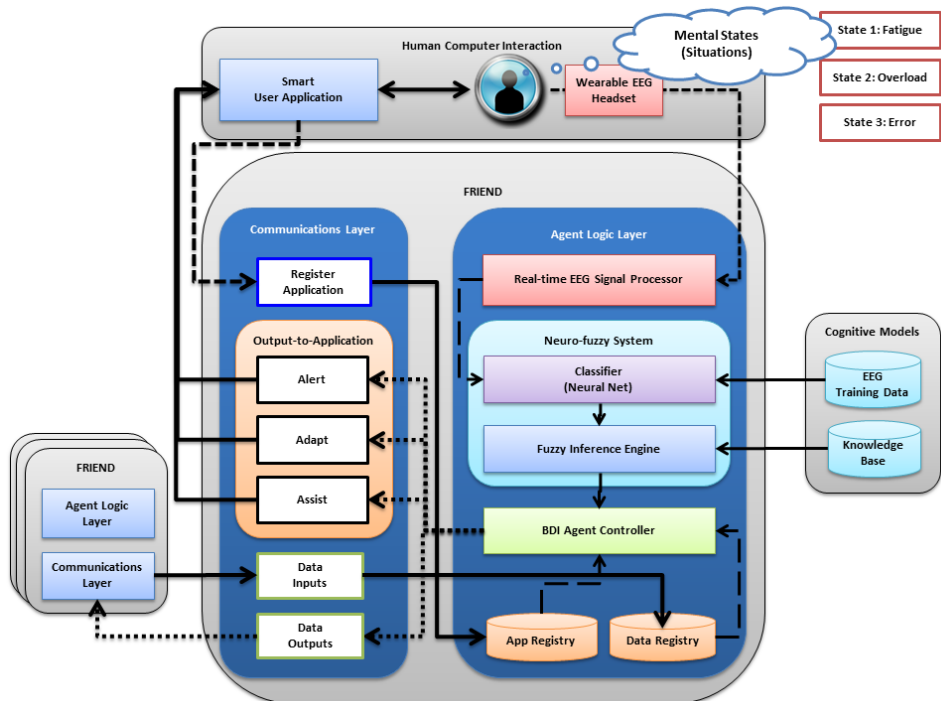 Mental States
(Situations)
State 1: Fatigue
State 2: Overload
State 3: Error
Human Computer Interaction
Smart
User Application
Wearable EEG
Headset
FRIEND
Communications Layer
Register
Application
Output-to-Application
Alert
Adapt
Assist
Data
Inputs
Data
Outputs
Agent Logic Layer
Real-time EEG Signal Processor
Neuro-fuzzy System
Classifier
(Neural Net)
Fuzzy Inference Engine
BDI Agent Controller
App Registry
Data Registry
Cognitive Models
EEG
Training Data
Knowledge
Base
FRIEND
Agent Logic
Layer
Communications
Layer